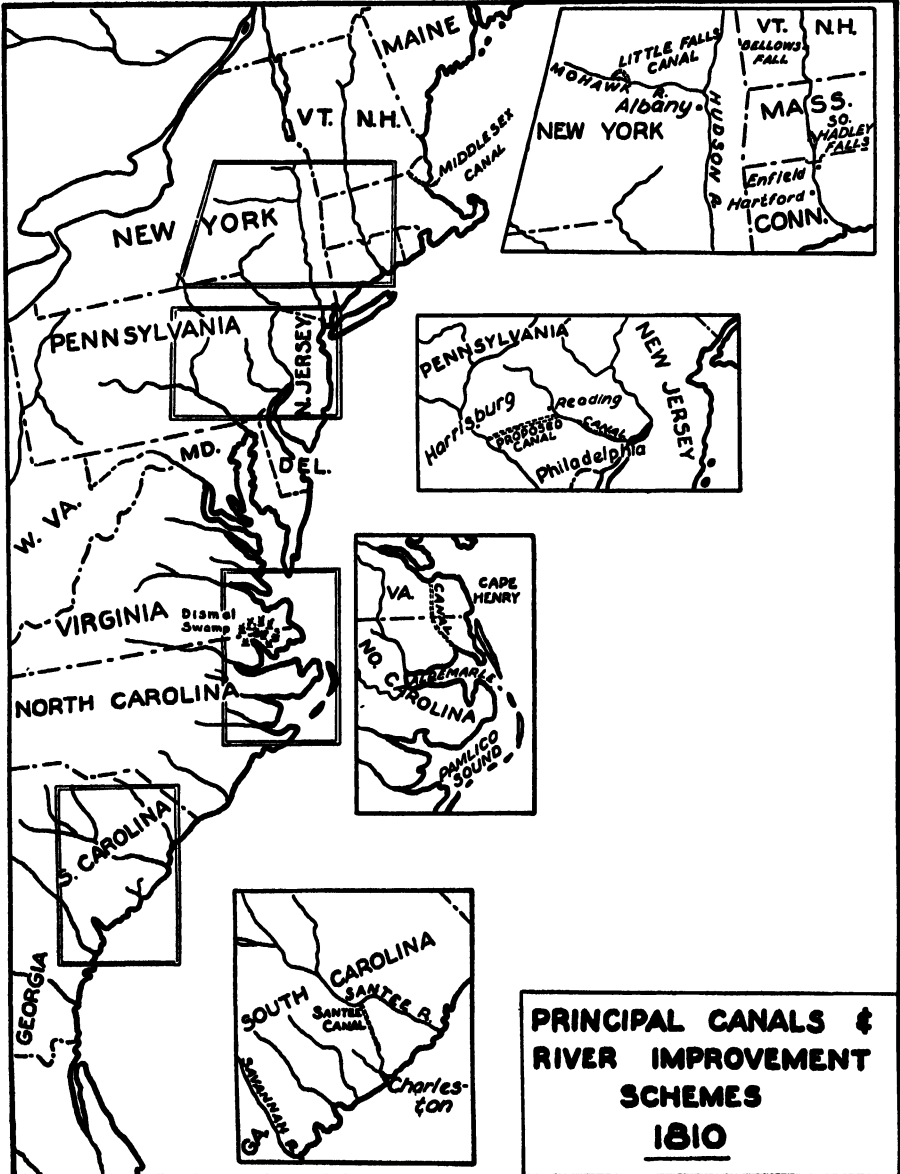 MAINE
VT.
N.H.
MIDDLESEX
CANAL
NEW YORK
PENNSYLVANIA
N. JERSEY
MD.
DEL.
W. VA.
VIRGINIA
Dismal
Swamp
NORTH CAROLINA
S. CAROLINA
GEORGIA
VT.
N.H.
BELLOWS
FALL
LITTLE FALLS
CANAL
MOHAWK R.
Albany
HUDSON R.
NEW YORK
MASS.
SO.
HADLEY
FALLS
Enfield
Hartford
CONN.
PENNSYLVANIA
NEW JERSEY
Harrisburg
Reading
PROPOSED
CANAL
CANAL
Philadelphia
VA.
CANAL
CAPE
HENRY
NO. CAROLINA
ALBEMARLE
PAMLICO
SOUND
SOUTH CAROLINA
SANTEE R.
SANTEE
CANAL
SAVANNAH R.
GA.
Charles-
ton
PRINCIPAL CANALS &
RIVER IMPROVEMENT
SCHEMES
1810